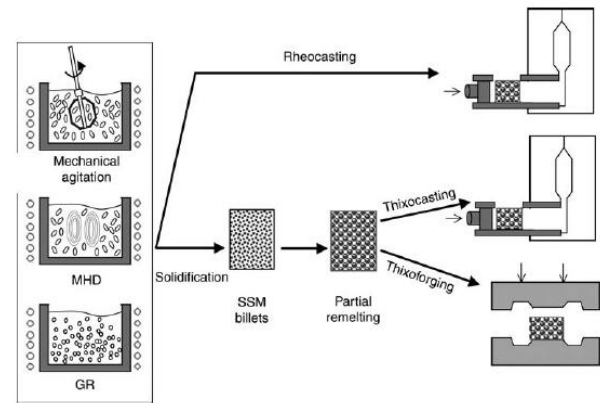 Rheocasting
Mechanical
agitation
MHD
GR
Solidification
SSM
billets
Partial
remelting
Thixocasting
Thixoforging